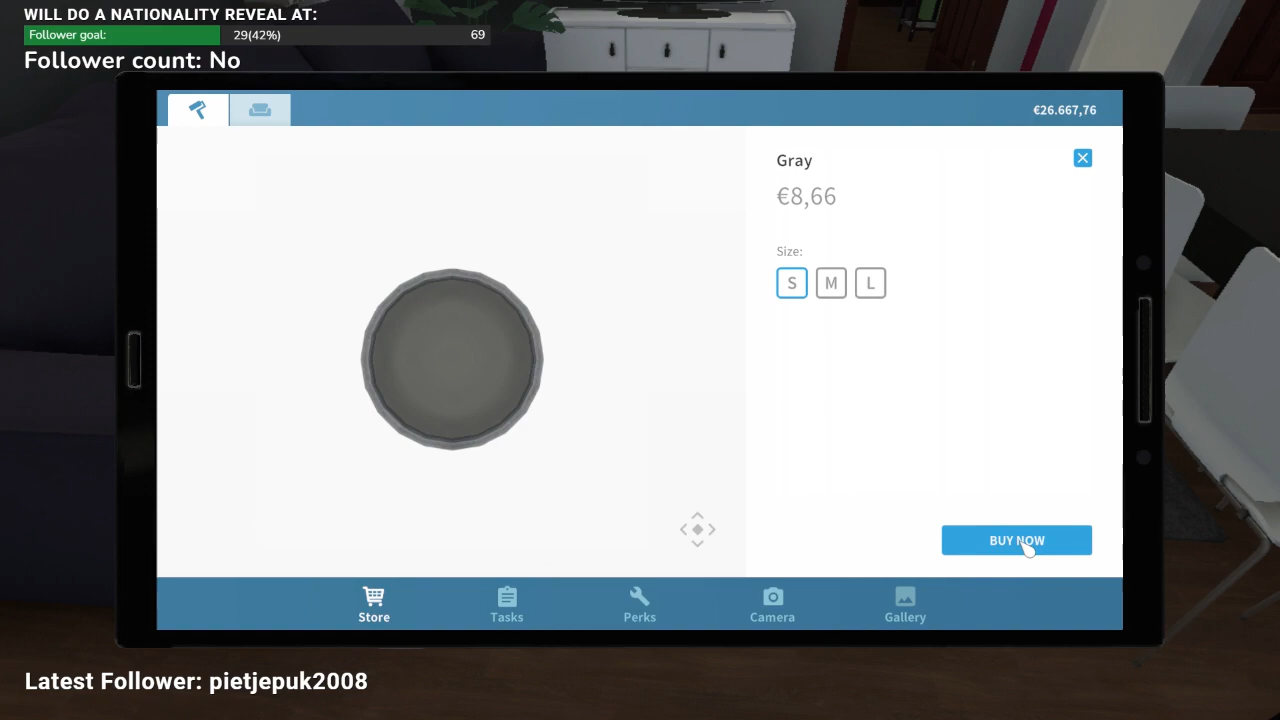 WILL DO A NATIONALITY REVEAL AT:
Follower goal: 29(42%) 69
Follower count: No
€26.667,76
Gray
€8,66
Size:
S M L
BUY NOW
Store Tasks Perks Camera Gallery
Latest Follower: pietjepuk2008